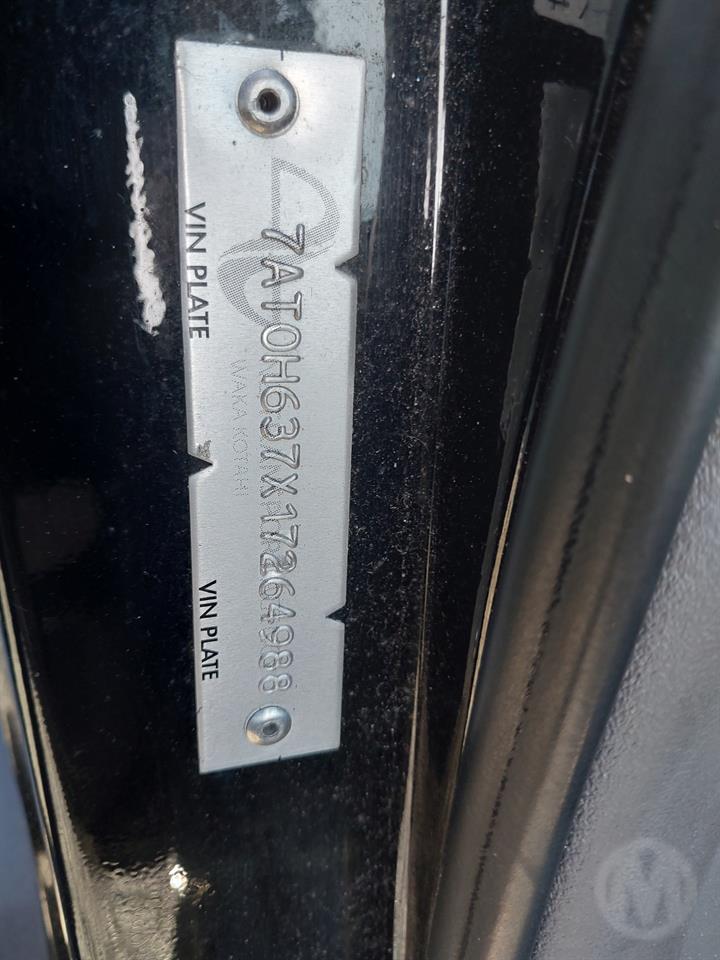 VIN PLATE
VIN PLATE
WAKA KOTAHI
7AT0H637X17264988
M